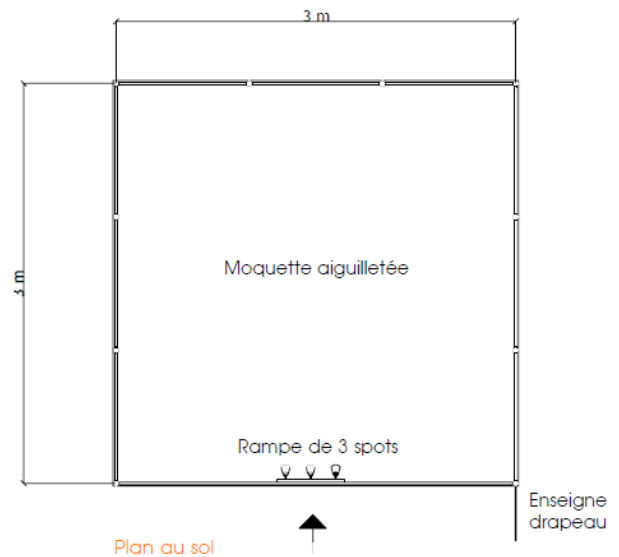 3 m
3 m
Moquette aiguilletée
Rampe de 3 spots
Enseigne
drapeau
Plan au sol